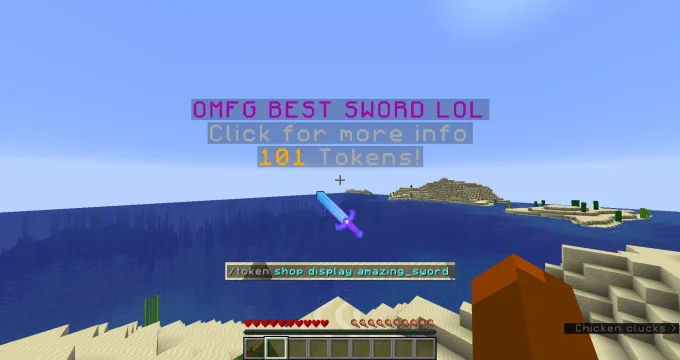 OMFG BEST SWORD LOL
Click for more info
101 Tokens!
/token shop display amazing_sword
Chicken clucks >